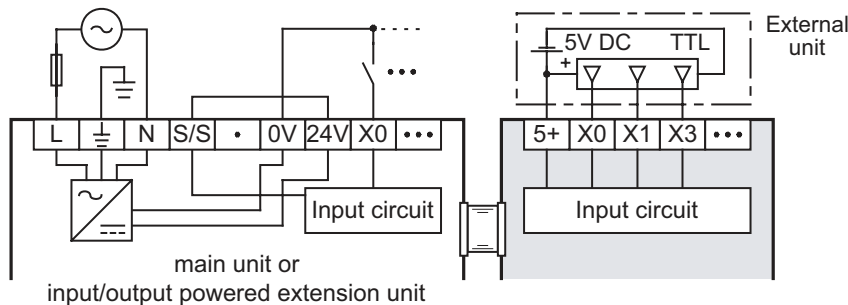 5V DC
TTL
+
External
unit
L
N
S/S
•
0V
24V
X0
•••
5+
X0
X1
X3
•••
Input circuit
Input circuit
main unit or
input/output powered extension unit